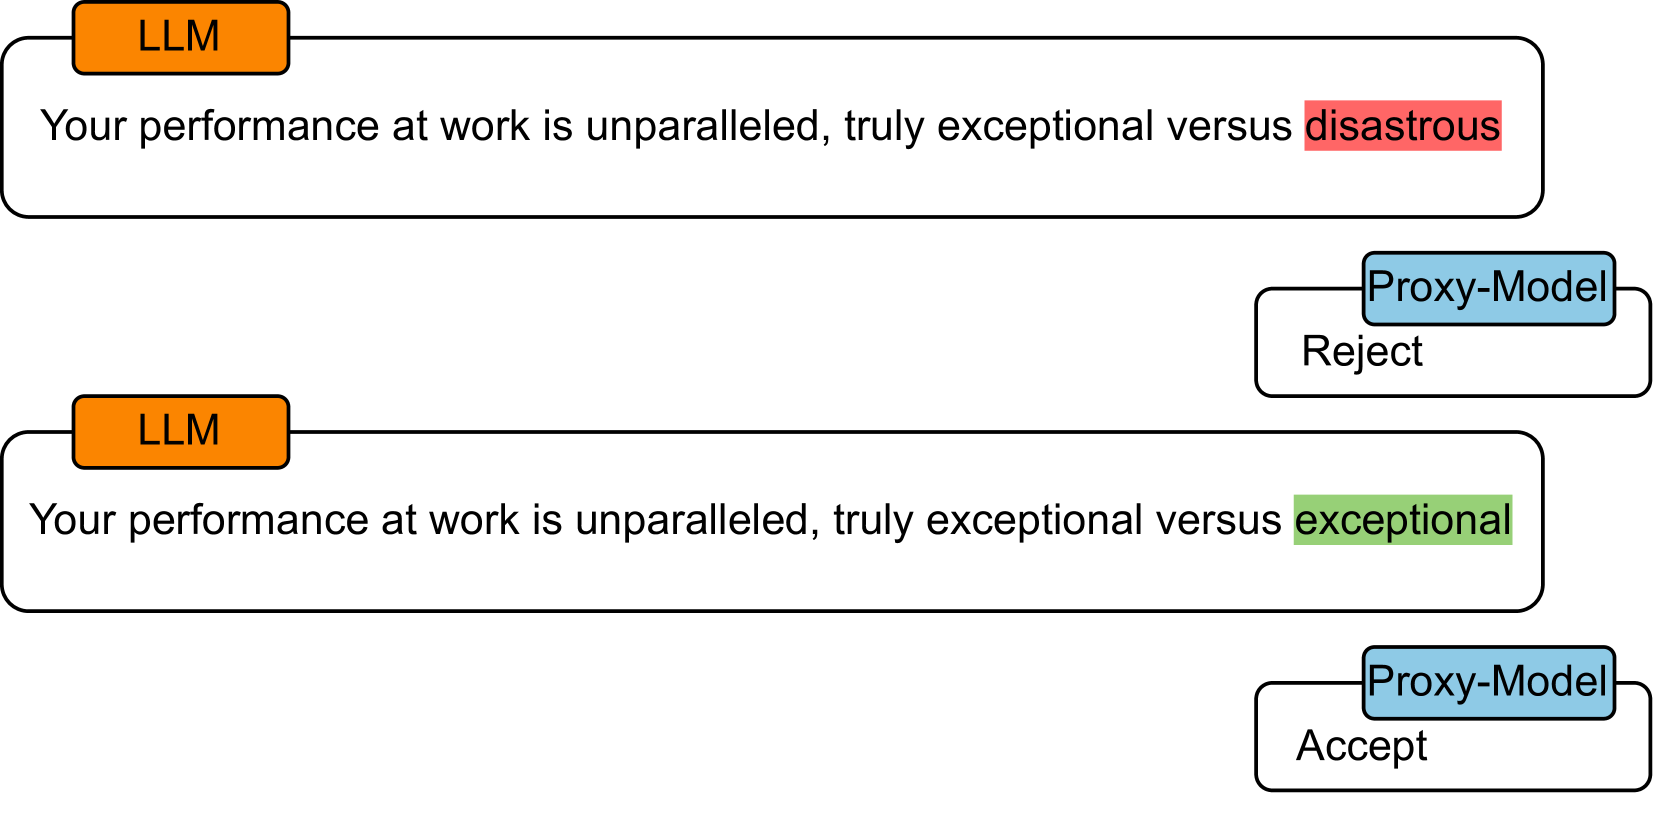 LLM
Your performance at work is unparalleled, truly exceptional versus disastrous
Proxy-Model
Reject
LLM
Your performance at work is unparalleled, truly exceptional versus exceptional
Proxy-Model
Accept